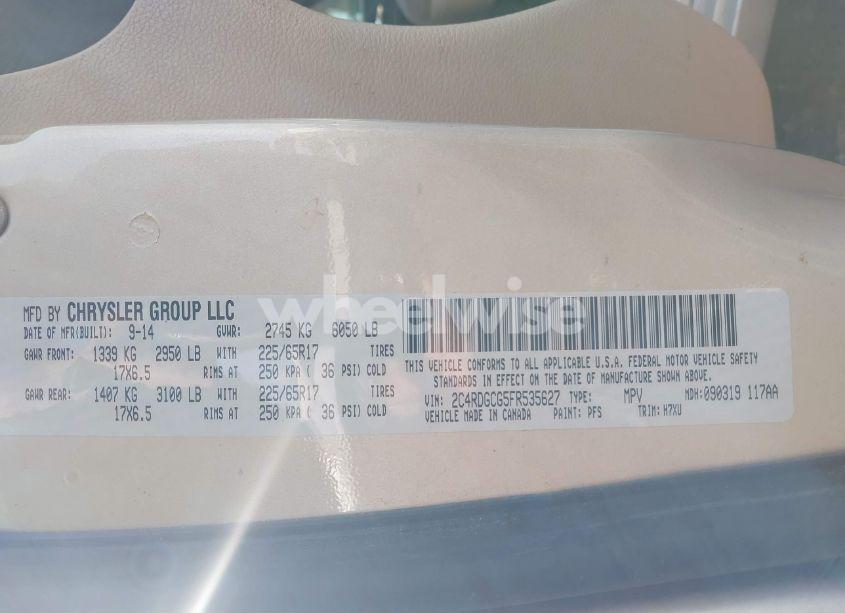 MFD BY CHRYSLER GROUP LLC
DATE OF MFR(BUILT): 9-14 GVWR: 2745 KG 6050 LB
GAWR FRONT: 1339 KG 2950 LB WITH 225/65R17 TIRES
17X6.5 RIMS AT 250 KPA ( 36 PSI) COLD
GAWR REAR: 1407 KG 3100 LB WITH 225/65R17 TIRES
17X6.5 RIMS AT 250 KPA ( 36 PSI) COLD
THIS VEHICLE CONFORMS TO ALL APPLICABLE U.S.A. FEDERAL MOTOR VEHICLE SAFETY
STANDARDS IN EFFECT ON THE DATE OF MANUFACTURE SHOWN ABOVE.
VIN: 2C4RDGCG5FR535627 TYPE: MPV MDH: 090319 117AA
VEHICLE MADE IN CANADA PAINT: PFS TRIM: H7XU
wheelwise